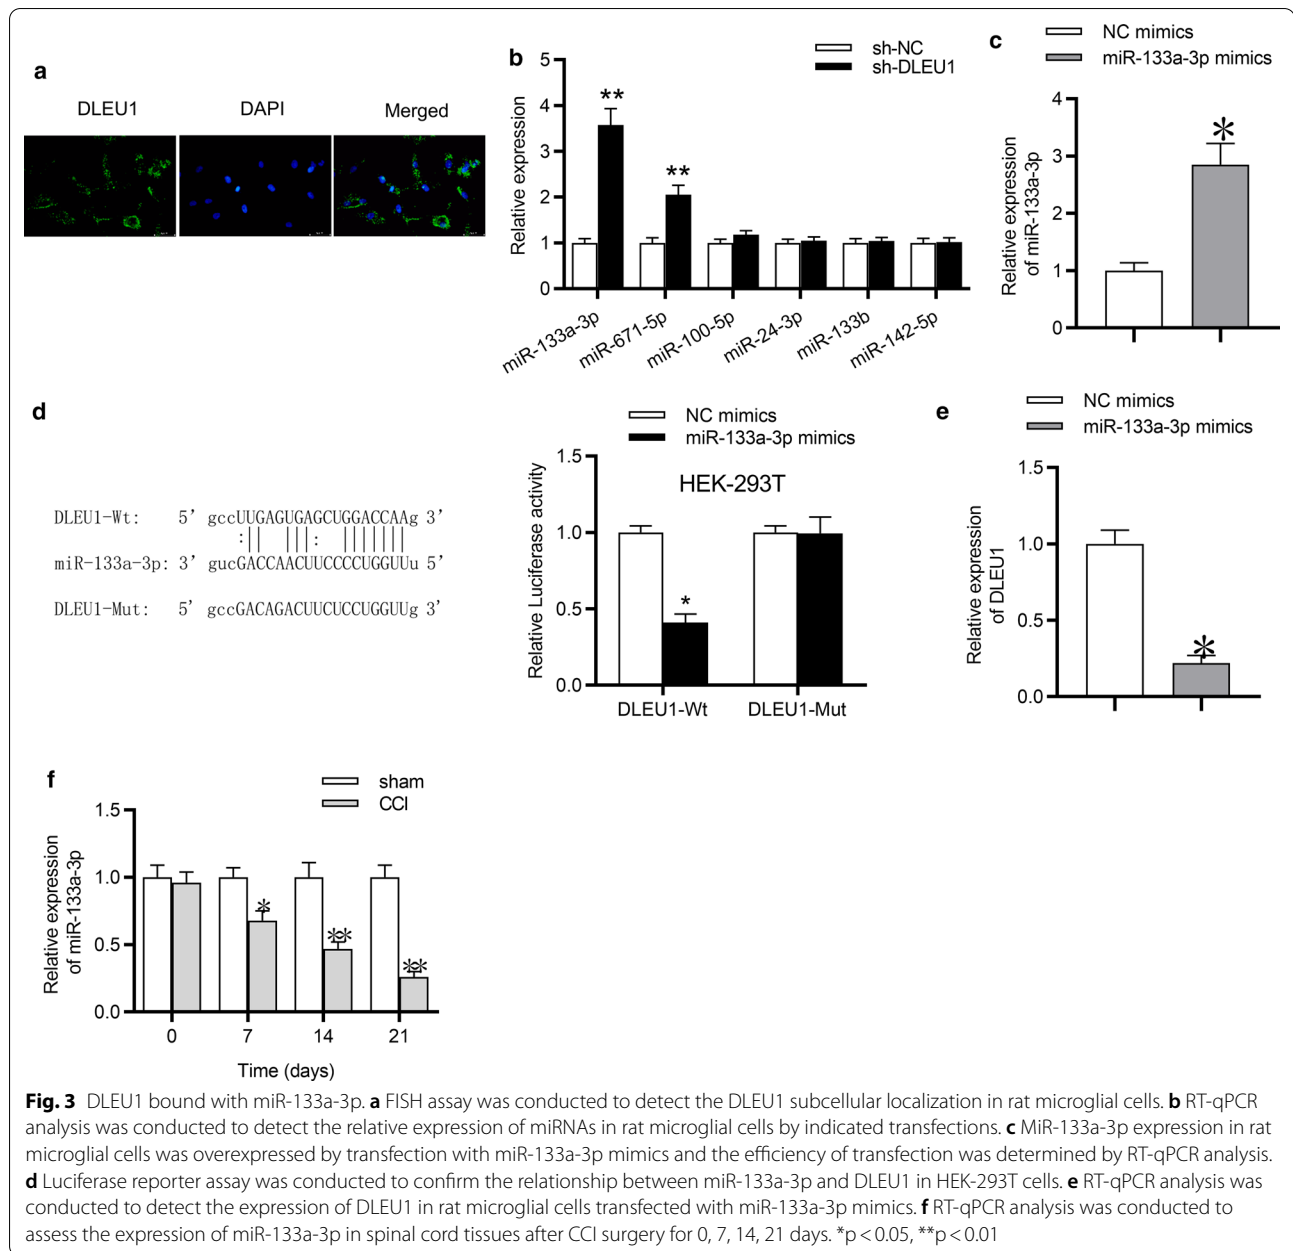 a
DLEU1 DAPI Merged
b
sh-NC
sh-DLEU1
Relative expression
5
4
3
2
1
0
**
**
miR-133a-3p miR-671-5p miR-100-5p miR-24-3p miR-133b miR-142-5p
c
NC mimics
miR-133a-3p mimics
Relative expression
of miR-133a-3p
4
3
2
1
0
*
d
DLEU1-Wt: 5' gccUUGAGUGAGCUGGACCAAg 3'
:|| |||: |||||||
miR-133a-3p: 3' gucGACCAACUUCCCCUGGUUu 5'
DLEU1-Mut: 5' gccGACAGACUUCUCCUGGUUg 3'
NC mimics
miR-133a-3p mimics
HEK-293T
Relative Luciferase activity
1.5
1.0
0.5
0.0
*
DLEU1-Wt DLEU1-Mut
e
NC mimics
miR-133a-3p mimics
Relative expression
of DLEU1
1.5
1.0
0.5
0.0
*
f
sham
CCI
Relative expression
of miR-133a-3p
1.5
1.0
0.5
0.0
*
**
**
0 7 14 21
Time (days)
Fig. 3 DLEU1 bound with miR-133a-3p. a FISH assay was conducted to detect the DLEU1 subcellular localization in rat microglial cells. b RT-qPCR
analysis was conducted to detect the relative expression of miRNAs in rat microglial cells by indicated transfections. c MiR-133a-3p expression in rat
microglial cells was overexpressed by transfection with miR-133a-3p mimics and the efficiency of transfection was determined by RT-qPCR analysis.
d Luciferase reporter assay was conducted to confirm the relationship between miR-133a-3p and DLEU1 in HEK-293T cells. e RT-qPCR analysis was
conducted to detect the expression of DLEU1 in rat microglial cells transfected with miR-133a-3p mimics. f RT-qPCR analysis was conducted to
assess the expression of miR-133a-3p in spinal cord tissues after CCI surgery for 0, 7, 14, 21 days. *p < 0.05, **p < 0.01